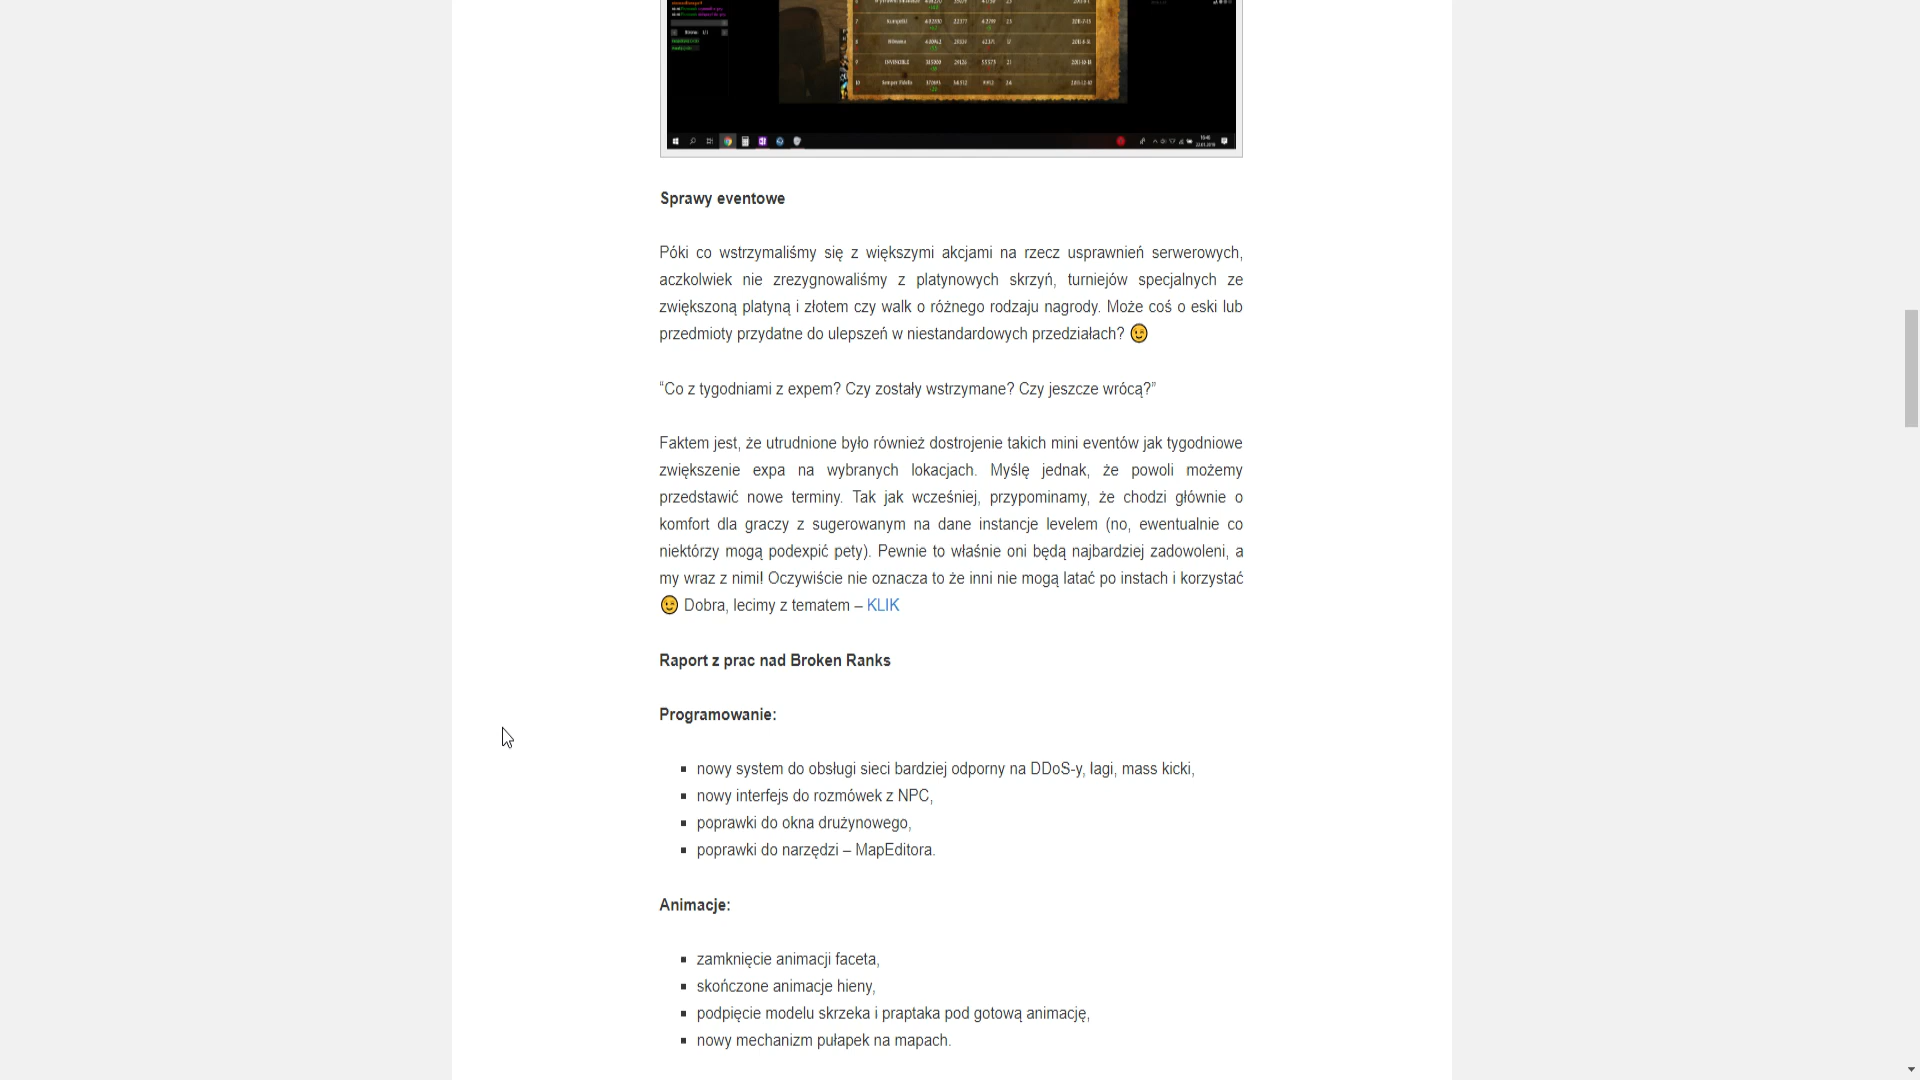 Sprawy eventowe
Póki co wstrzymaliśmy się z większymi akcjami na rzecz usprawnień serwerowych,
aczkolwiek nie zrezygnowaliśmy z platynowych skrzyń, turniejów specjalnych ze
zwiększoną platyną i złotem czy walk o różnego rodzaju nagrody. Może coś o eski lub
przedmioty przydatne do ulepszeń w niestandardowych przedziałach? 😉
“Co z tygodniami z expem? Czy zostały wstrzymane? Czy jeszcze wrócą?”
Faktem jest, że utrudnione było również dostrojenie takich mini eventów jak tygodniowe
zwiększenie expa na wybranych lokacjach. Myślę jednak, że powoli możemy
przedstawić nowe terminy. Tak jak wcześniej, przypominamy, że chodzi głównie o
komfort dla graczy z sugerowanym na dane instancje levelem (no, ewentualnie co
niektórzy mogą podexpić pety). Pewnie to właśnie oni będą najbardziej zadowoleni, a
my wraz z nimi! Oczywiście nie oznacza to że inni nie mogą latać po instach i korzystać
😉 Dobra, lecimy z tematem – KLIK
Raport z prac nad Broken Ranks
Programowanie:
▪ nowy system do obsługi sieci bardziej odporny na DDoS-y, lagi, mass kicki,
▪ nowy interfejs do rozmówek z NPC,
▪ poprawki do okna drużynowego,
▪ poprawki do narzędzi – MapEditora.
Animacje:
▪ zamknięcie animacji faceta,
▪ skończone animacje hieny,
▪ podpięcie modelu skrzeka i praptaka pod gotową animację,
▪ nowy mechanizm pułapek na mapach.